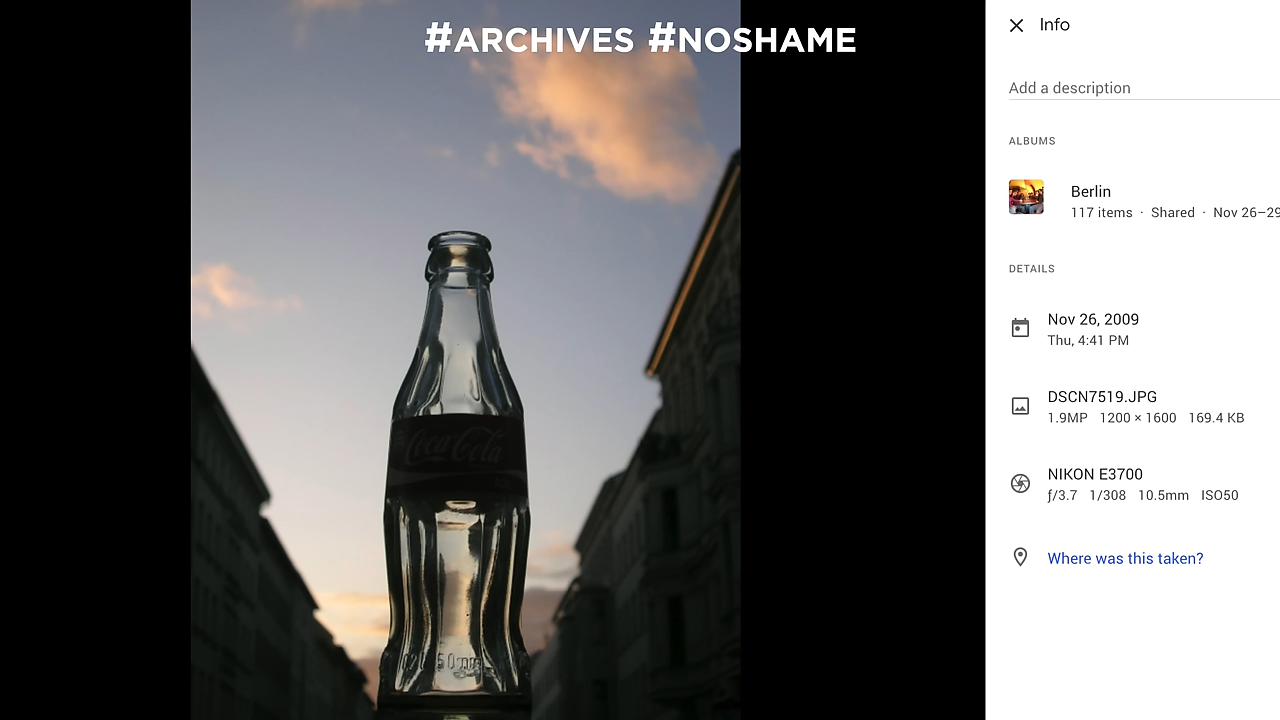 #ARCHIVES #NOSHAME
Coca-Cola
Info
Add a description
ALBUMS
Berlin
117 items · Shared · Nov 26–29
DETAILS
Nov 26, 2009
Thu, 4:41 PM
DSCN7519.JPG
1.9MP 1200 × 1600 169.4 KB
NIKON E3700
ƒ/3.7 1/308 10.5mm ISO50
Where was this taken?